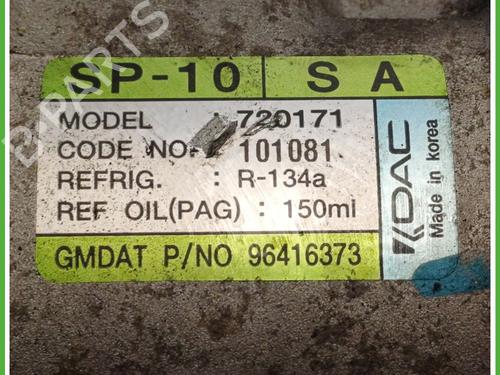 SP-10 S A
MODEL : 720171
CODE NO. : 101081
REFRIG. : R-134a
REF OIL(PAG) : 150ml
GMDAT P/NO 96416373
KDAC
Made in korea
B-PARTS